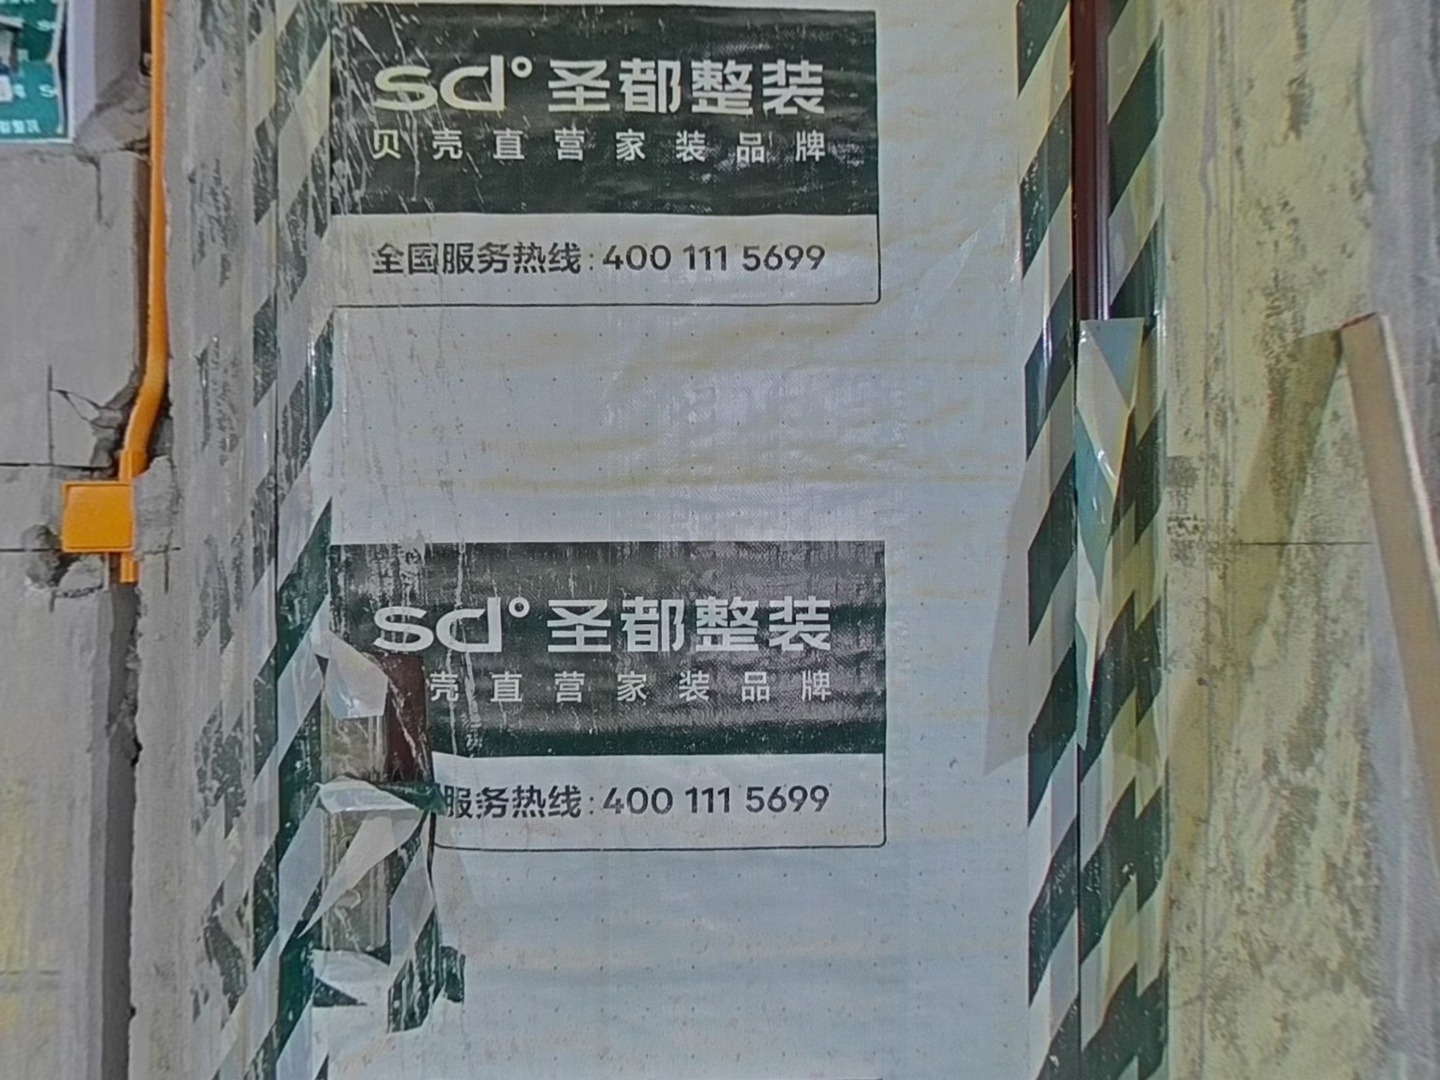 sd°圣都整装
贝壳直营家装品牌
全国服务热线:400 111 5699
sd°圣都整装
壳直营家装品牌
服务热线:400 111 5699